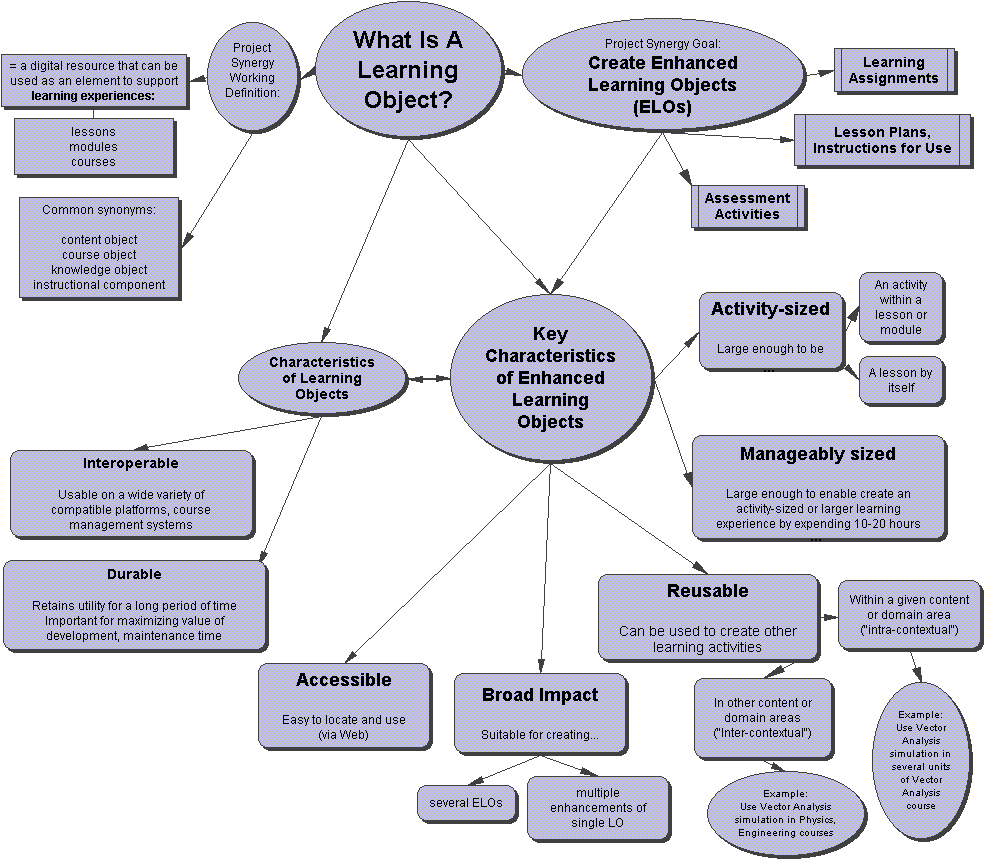 What Is A
Learning
Object?
Project
Synergy
Working
Definition:
= a digital resource that can be
used as an element to support
learning experiences:
lessons
modules
courses
Common synonyms:
content object
course object
knowledge object
instructional component
Project Synergy Goal:
Create Enhanced
Learning Objects
(ELOs)
Learning
Assignments
Lesson Plans,
Instructions for Use
Assessment
Activities
Characteristics
of Learning
Objects
Key
Characteristics
of Enhanced
Learning
Objects
Activity-sized
Large enough to be
...
An activity
within a
lesson or
module
A lesson by
itself
Manageably sized
Large enough to enable create an
activity-sized or larger learning
experience by expending 10-20 hours
...
Interoperable
Usable on a wide variety of
compatible platforms, course
management systems
Durable
Retains utility for a long period of time
Important for maximizing value of
development, maintenance time
Accessible
Easy to locate and use
(via Web)
Broad Impact
Suitable for creating...
several ELOs
multiple
enhancements of
single LO
Reusable
Can be used to create other
learning activities
Within a given content
or domain area
("intra-contextual")
In other content or
domain areas
("Inter-contextual")
Example:
Use Vector Analysis
simulation in Physics,
Engineering courses
Example:
Use Vector
Analysis
simulation in
several units
of Vector
Analysis
course